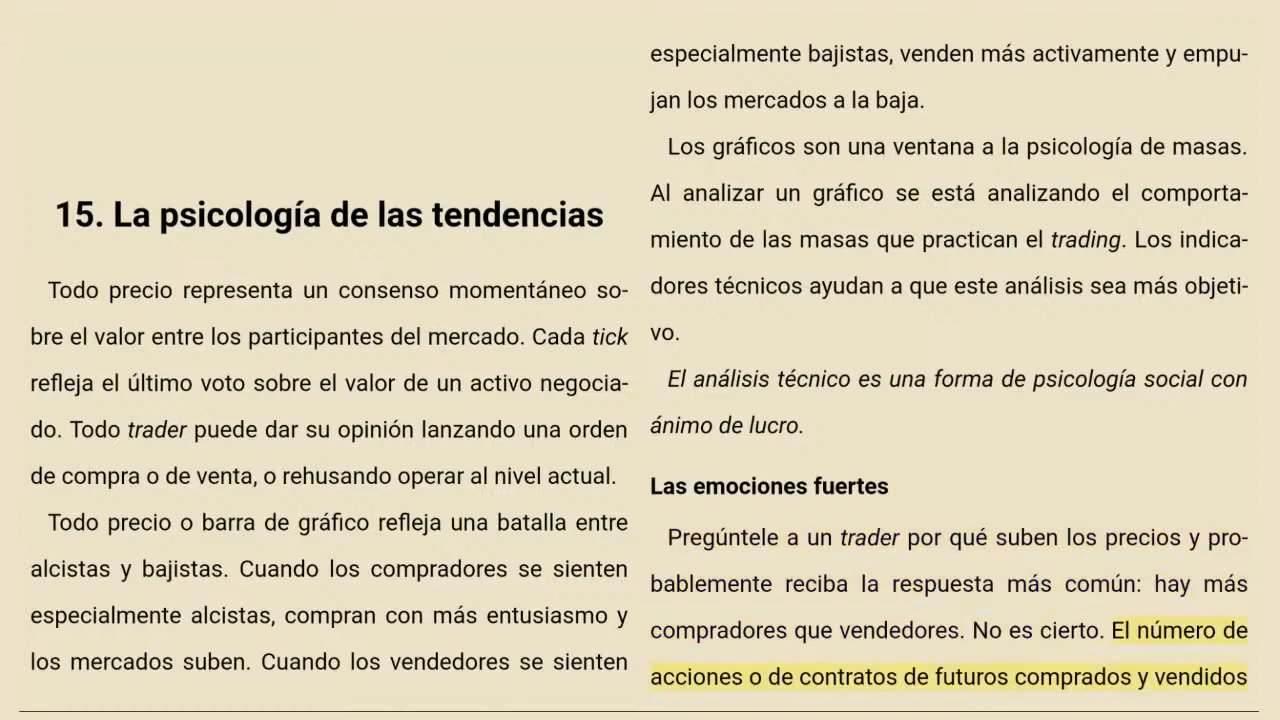 15. La psicología de las tendencias
Todo precio representa un consenso momentáneo so-
bre el valor entre los participantes del mercado. Cada tick
refleja el último voto sobre el valor de un activo negocia-
do. Todo trader puede dar su opinión lanzando una orden
de compra o de venta, o rehusando operar al nivel actual.
Todo precio o barra de gráfico refleja una batalla entre
alcistas y bajistas. Cuando los compradores se sienten
especialmente alcistas, compran con más entusiasmo y
los mercados suben. Cuando los vendedores se sienten
especialmente bajistas, venden más activamente y empu-
jan los mercados a la baja.
Los gráficos son una ventana a la psicología de masas.
Al analizar un gráfico se está analizando el comporta-
miento de las masas que practican el trading. Los indica-
dores técnicos ayudan a que este análisis sea más objeti-
vo.
El análisis técnico es una forma de psicología social con
ánimo de lucro.
Las emociones fuertes
Pregúntele a un trader por qué suben los precios y pro-
bablemente reciba la respuesta más común: hay más
compradores que vendedores. No es cierto. El número de
acciones o de contratos de futuros comprados y vendidos